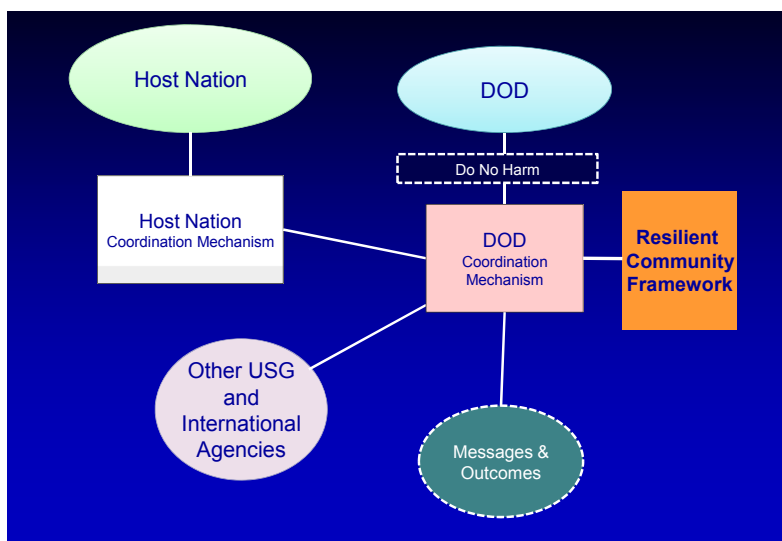 Host Nation
DOD
Do No Harm
Host Nation
Coordination Mechanism
DOD
Coordination
Mechanism
Resilient
Community
Framework
Other USG
and
International
Agencies
Messages &
Outcomes